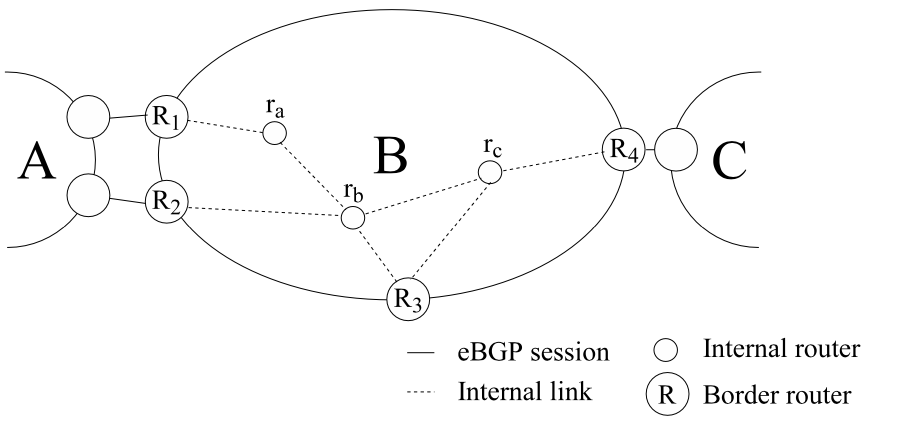 A
R1
R2
ra
rb
B
rc
R3
R4
C
eBGP session
Internal link
Internal router
R
Border router